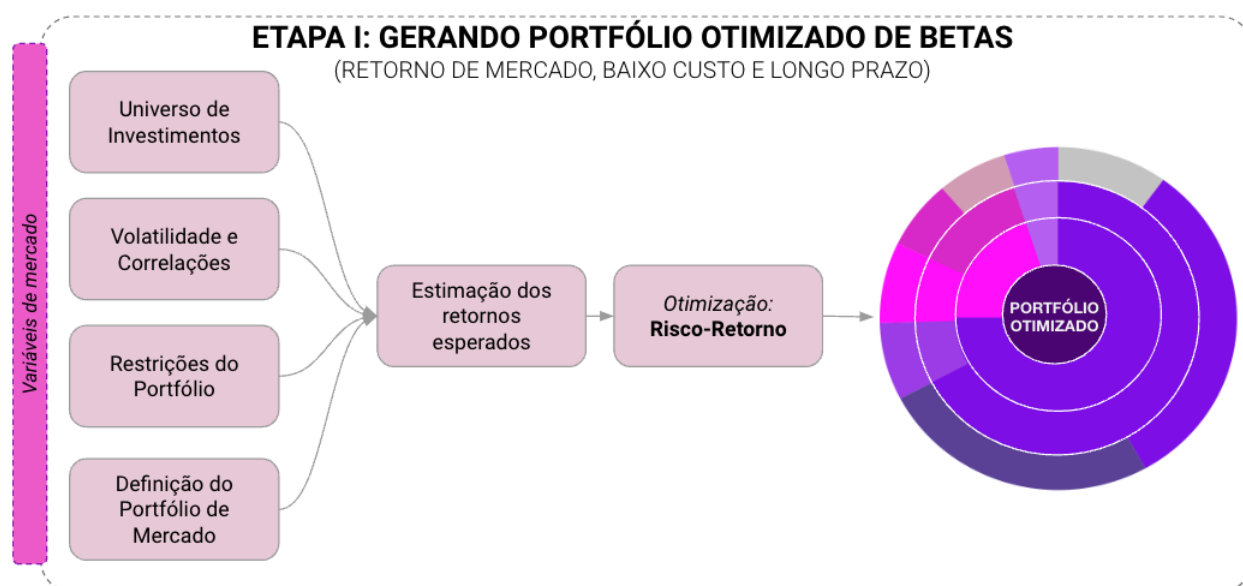 ETAPA I: GERANDO PORTFÓLIO OTIMIZADO DE BETAS
(RETORNO DE MERCADO, BAIXO CUSTO E LONGO PRAZO)
Variáveis de mercado
Universo de
Investimentos
Volatilidade e
Correlações
Restrições do
Portfólio
Definição do
Portfólio de
Mercado
Estimação dos
retornos
esperados
Otimização:
Risco-Retorno
PORTFÓLIO
OTIMIZADO